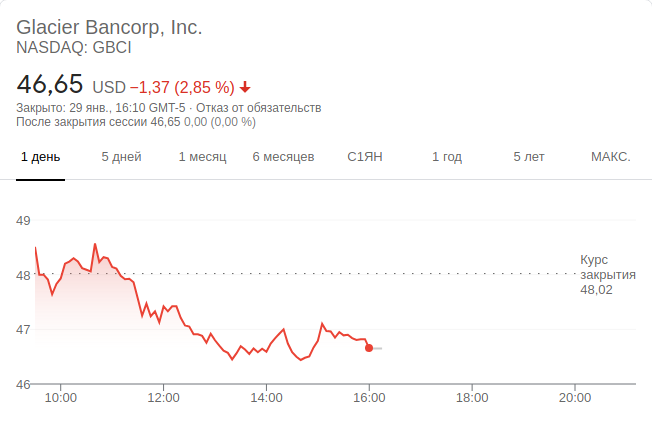 Glacier Bancorp, Inc.
NASDAQ: GBCI
46,65 USD −1,37 (2,85 %)
Закрыто: 29 янв., 16:10 GMT-5 · Отказ от обязательств
После закрытия сессии 46,65 0,00 (0,00 %)
1 день 5 дней 1 месяц 6 месяцев С1ЯН 1 год 5 лет МАКС.
49
Курс
48 закрытия
48,02
47
46
10:00 12:00 14:00 16:00 18:00 20:00